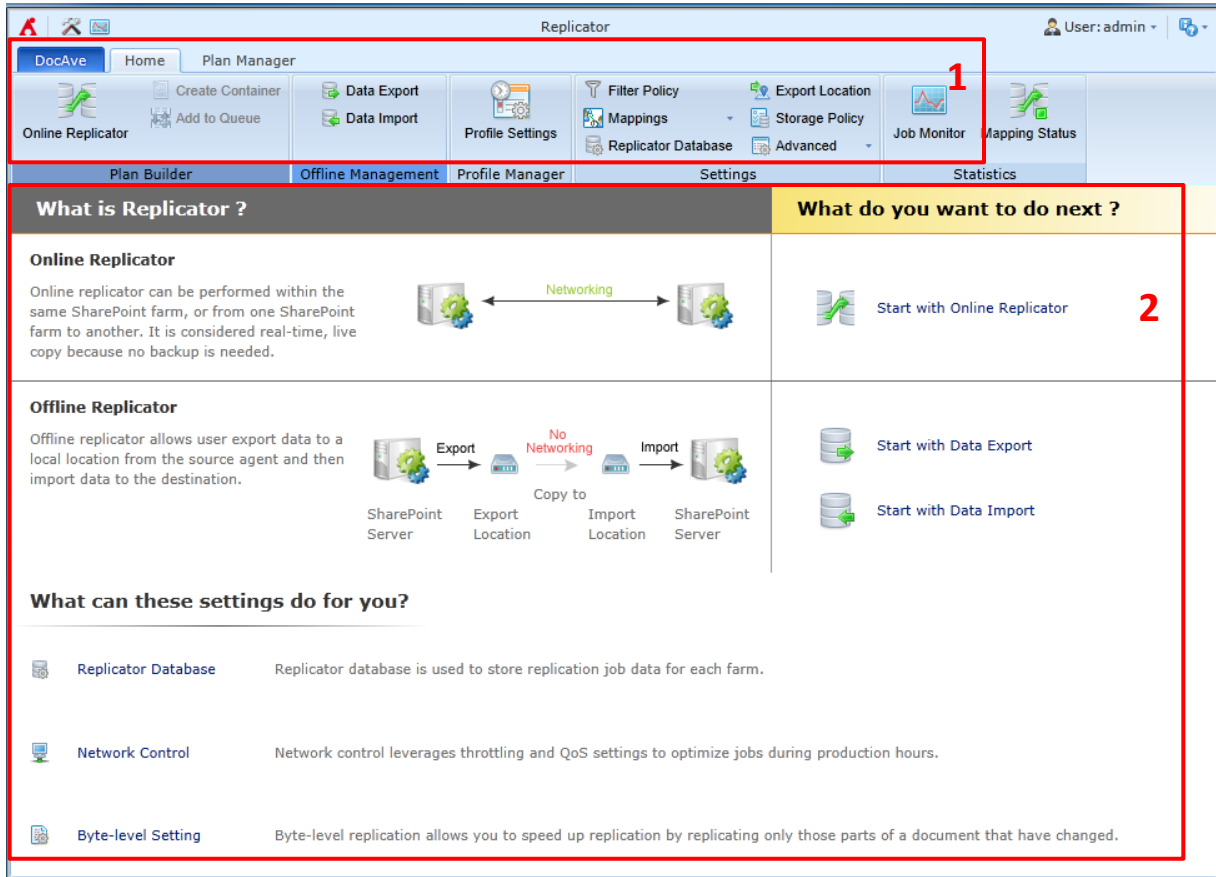 Replicator
User: admin
DocAve Home Plan Manager
1
Online Replicator
Create Container
Add to Queue
Plan Builder
Data Export
Data Import
Offline Management
Profile Settings
Profile Manager
Filter Policy
Mappings
Replicator Database
Export Location
Storage Policy
Advanced
Settings
Job Monitor
Mapping Status
Statistics
What is Replicator ?
What do you want to do next ?
Online Replicator
Online replicator can be performed within the
same SharePoint farm, or from one SharePoint
farm to another. It is considered real-time, live
copy because no backup is needed.
Networking
Start with Online Replicator
2
Offline Replicator
Offline replicator allows user export data to a
local location from the source agent and then
import data to the destination.
Export
No
Networking
Import
Copy to
SharePoint
Server
Export
Location
Import
Location
SharePoint
Server
Start with Data Export
Start with Data Import
What can these settings do for you?
Replicator Database Replicator database is used to store replication job data for each farm.
Network Control Network control leverages throttling and QoS settings to optimize jobs during production hours.
Byte-level Setting Byte-level replication allows you to speed up replication by replicating only those parts of a document that have changed.